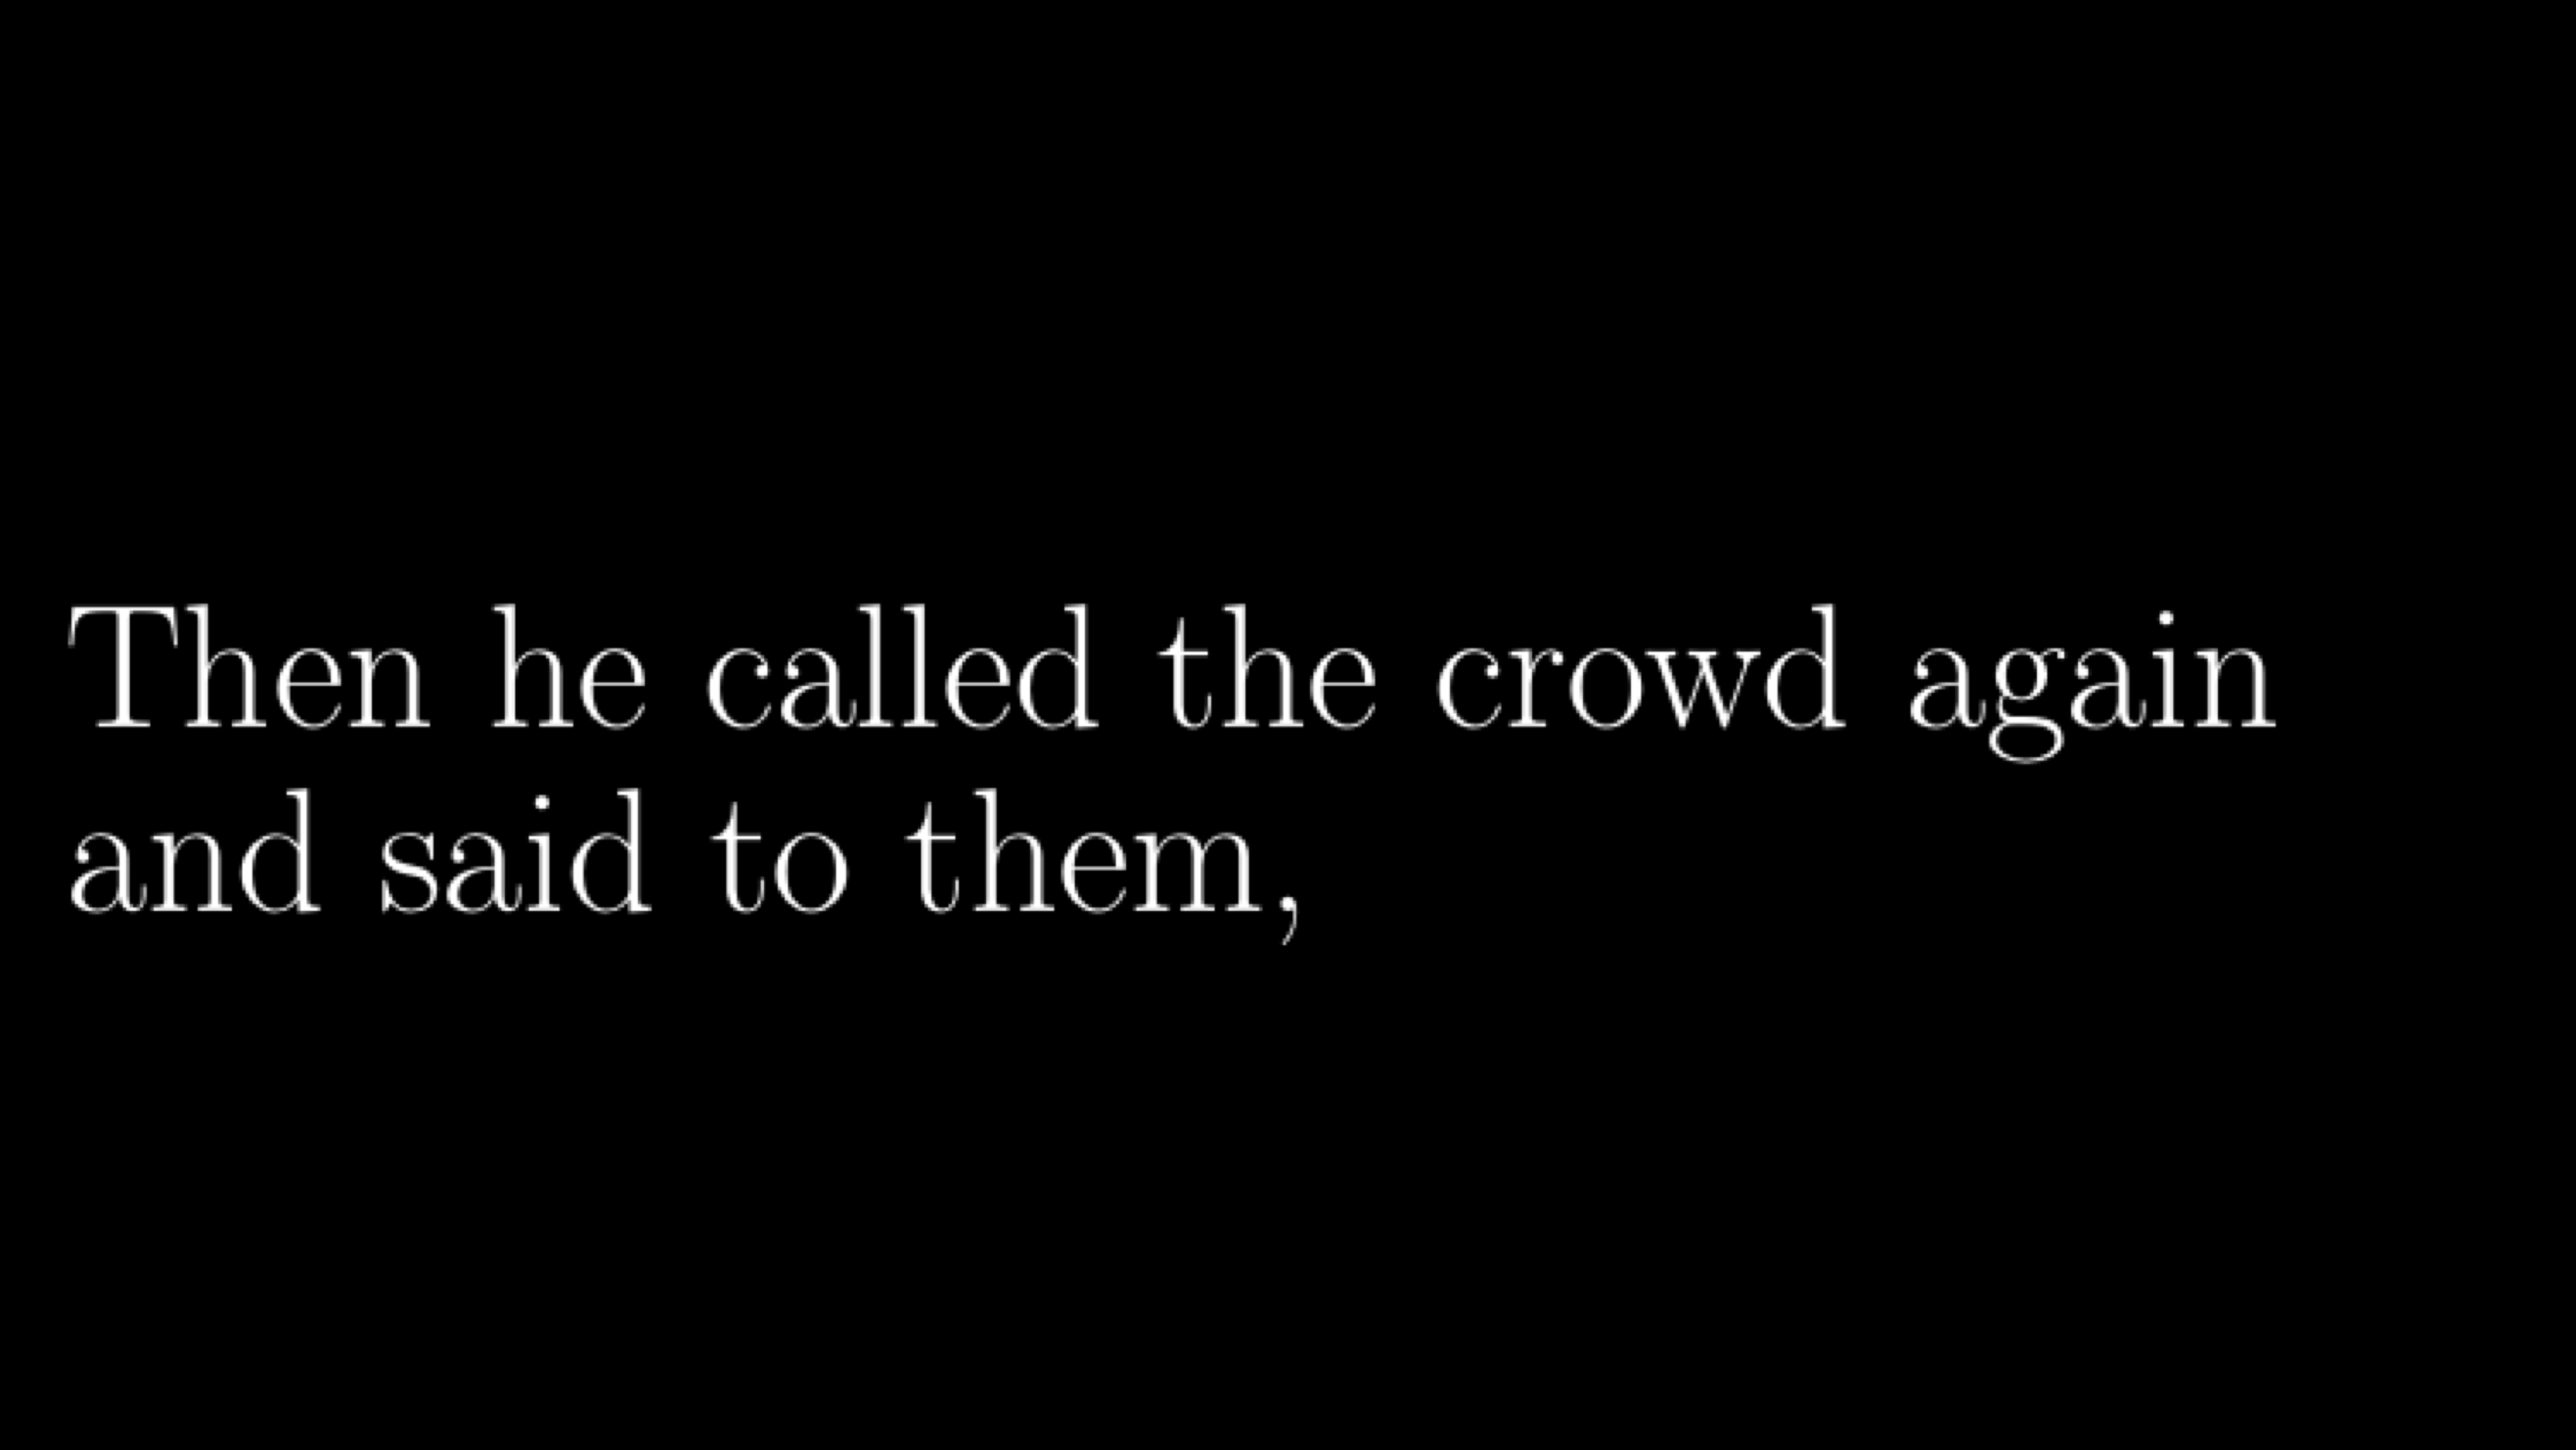 Then he called the crowd again
and said to them,